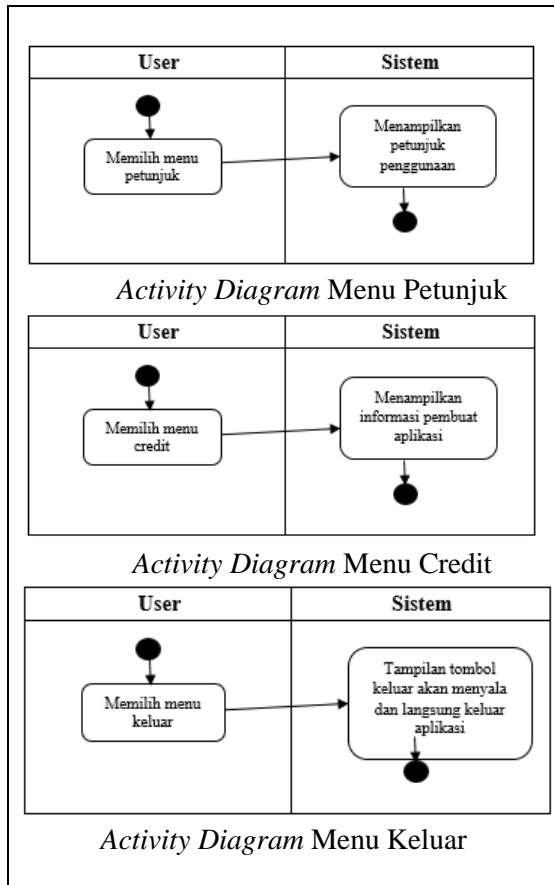 User Sistem
Memilih menu
petunjuk
Menampilkan
petunjuk
penggunaan
Activity Diagram Menu Petunjuk
User Sistem
Memilih menu
credit
Menampilkan
informasi pembuat
aplikasi
Activity Diagram Menu Credit
User Sistem
Memilih menu
keluar
Tampilan tombol
keluar akan menyala
dan langsung keluar
aplikasi
Activity Diagram Menu Keluar